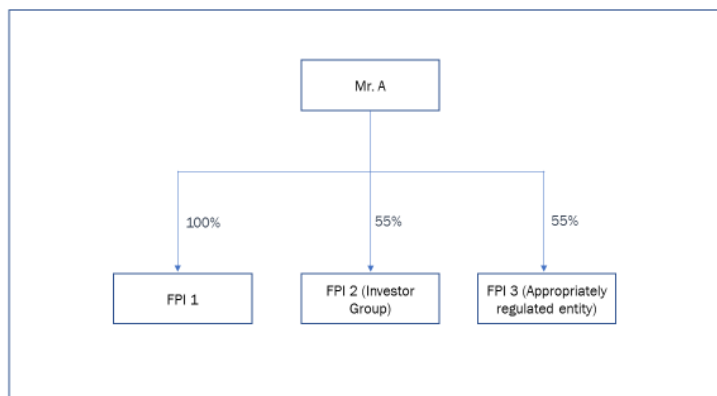 Mr. A
100%
55%
55%
FPI 1
FPI 2 (Investor
Group)
FPI 3 (Appropriately
regulated entity)